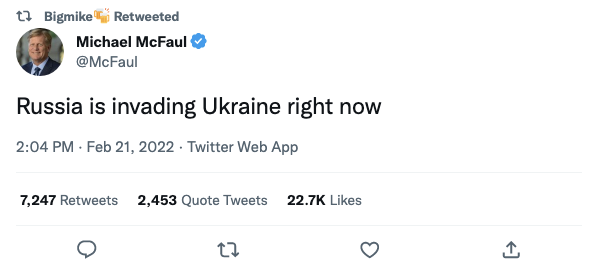 Bigmike🍻 Retweeted
Michael McFaul
@McFaul
Russia is invading Ukraine right now
2:04 PM · Feb 21, 2022 · Twitter Web App
7,247 Retweets 2,453 Quote Tweets 22.7K Likes